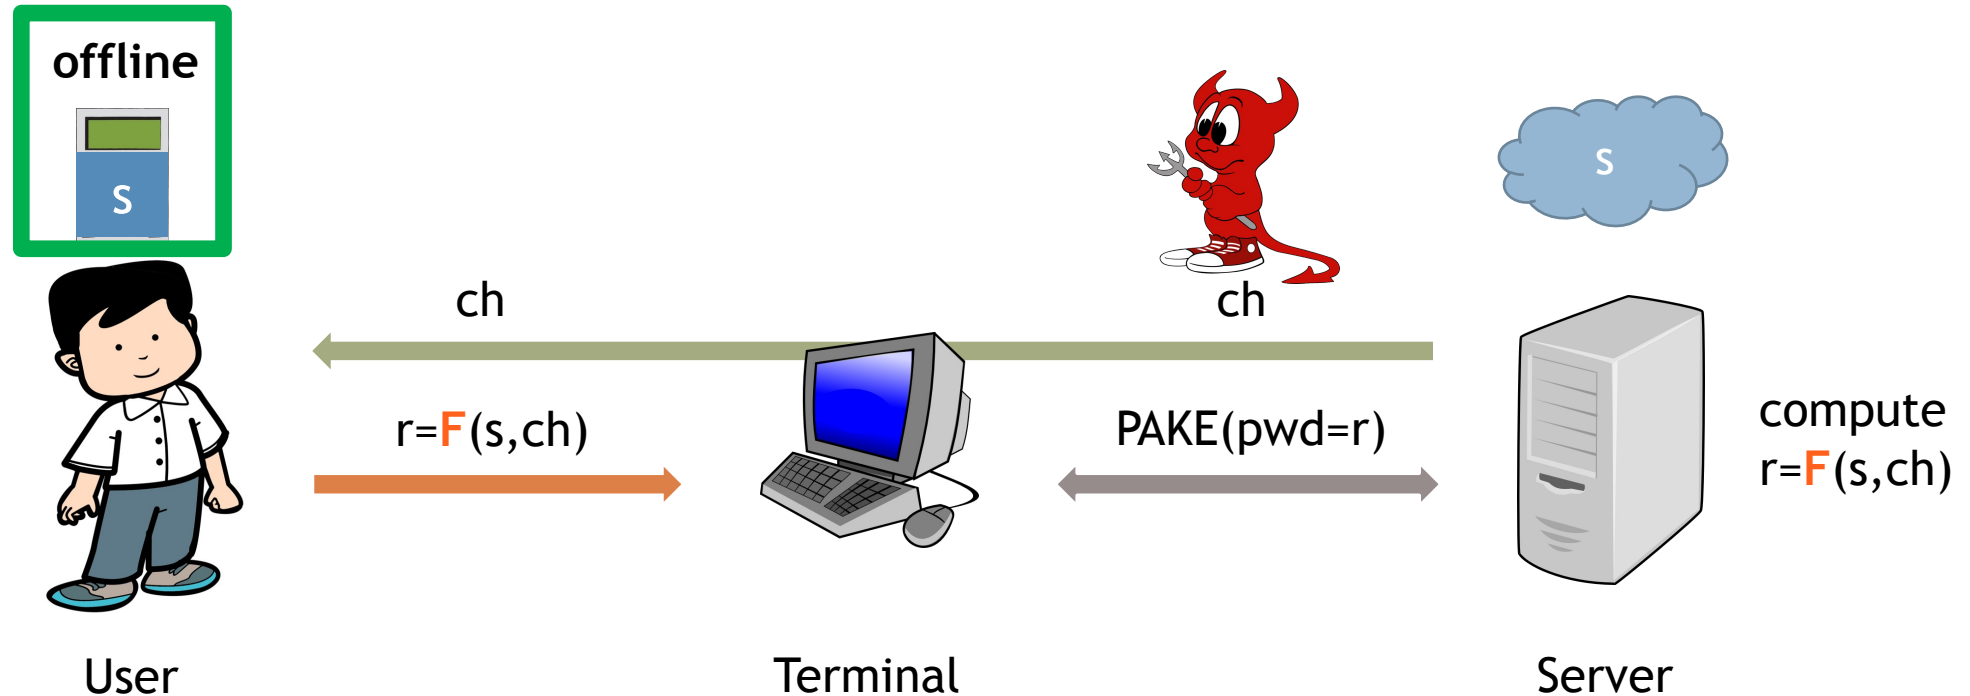 offline
S
S
ch
ch
r=F(s,ch)
PAKE(pwd=r)
compute
r=F(s,ch)
User
Terminal
Server